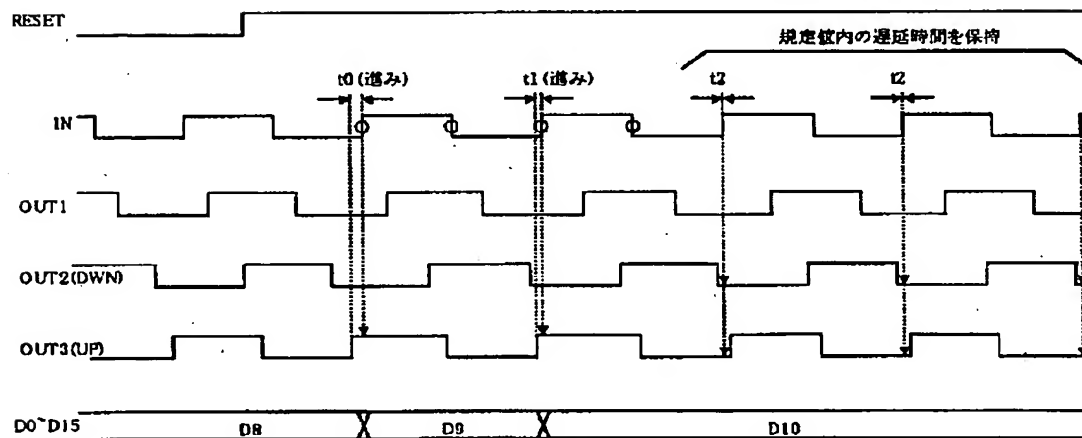 RESET
規定値内の遅延時間を保持
t0(進み)
t1(進み)
t2
t2
IN
OUT1
OUT2(DWN)
OUT3(UP)
D0~D15
D8
D9
D10